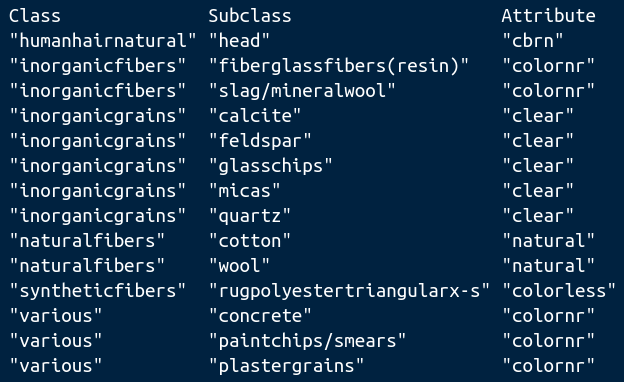 Class Subclass Attribute
"humanhairnatural" "head" "cbrn"
"inorganicfibers" "fiberglassfibers(resin)" "colornr"
"inorganicfibers" "slag/mineralwool" "colornr"
"inorganicgrains" "calcite" "clear"
"inorganicgrains" "feldspar" "clear"
"inorganicgrains" "glasschips" "clear"
"inorganicgrains" "micas" "clear"
"inorganicgrains" "quartz" "clear"
"naturalfibers" "cotton" "natural"
"naturalfibers" "wool" "natural"
"syntheticfibers" "rugpolyestertriangularx-s" "colorless"
"various" "concrete" "colornr"
"various" "paintchips/smears" "colornr"
"various" "plastergrains" "colornr"